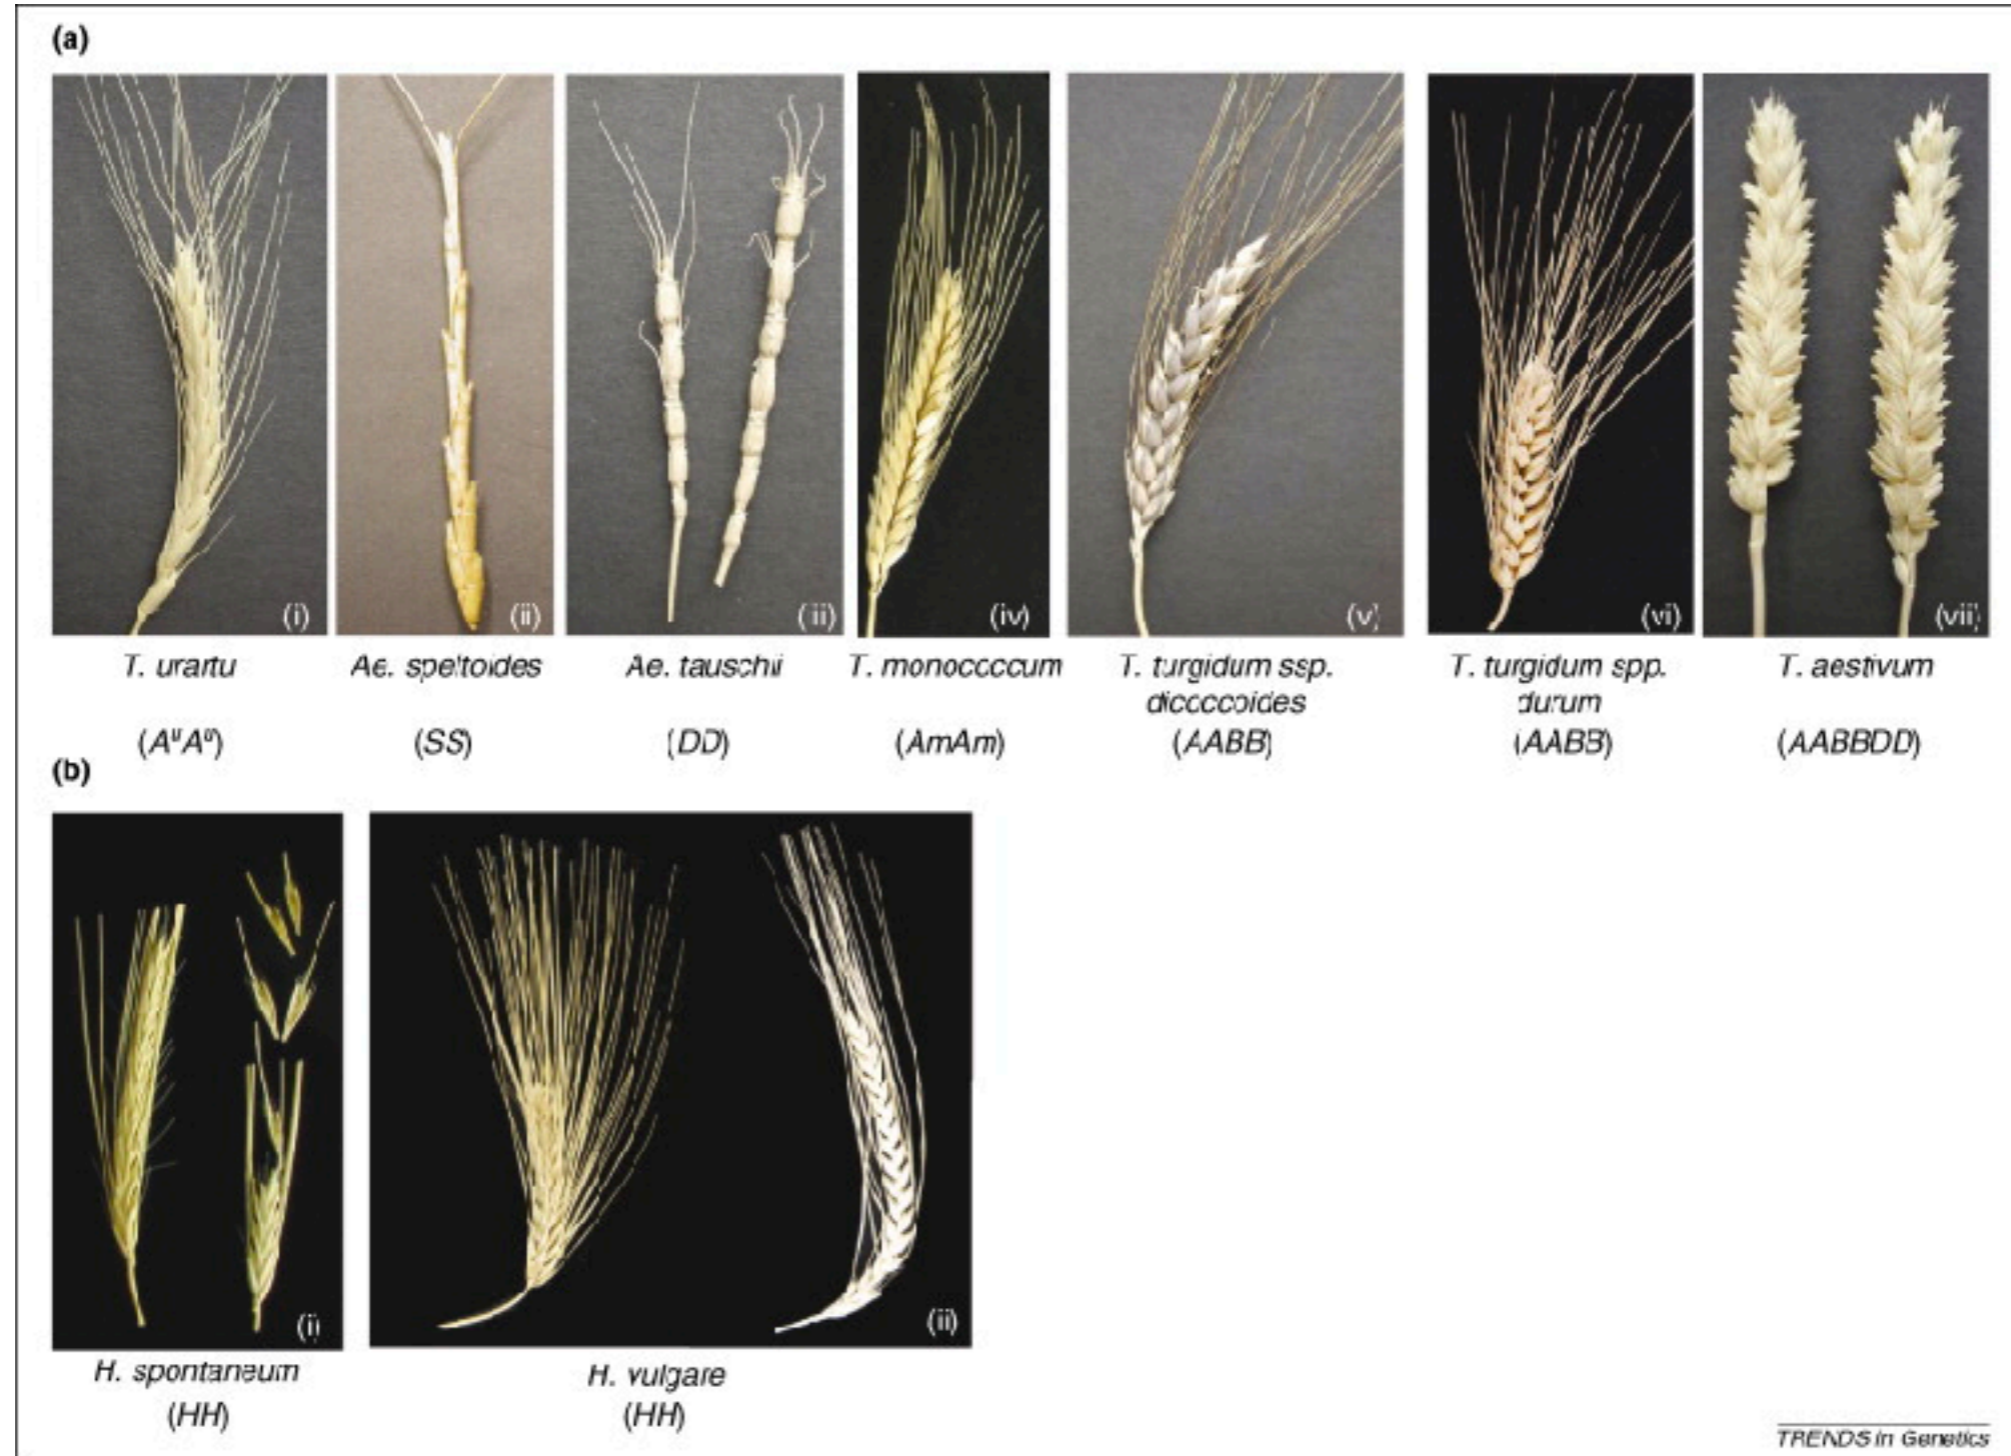 (a)
(i) (ii) (iii) (iv) (v) (vi) (vii)
T. urartu Ae. speltoides Ae. tauschii T. monococcum T. turgidum ssp. T. turgidum spp. T. aestivum
dicoccoides durum
(AᵘAᵘ) (SS) (DD) (AmAm) (AABB) (AABB) (AABBDD)
(b)
(i) (ii)
H. spontaneum H. vulgare
(HH) (HH)
TRENDS in Genetics